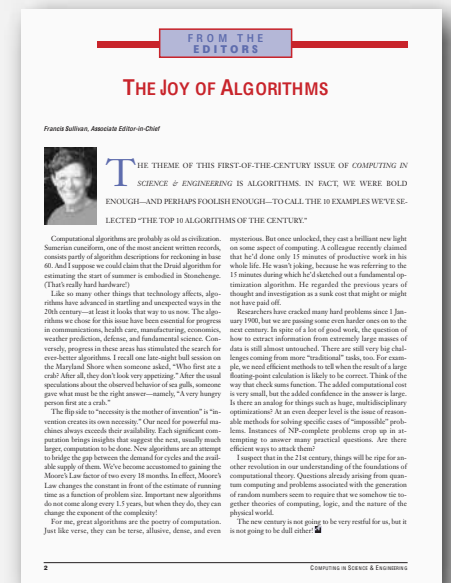 FROM THE
EDITORS
THE JOY OF ALGORITHMS
Francis Sullivan, Associate Editor-in-Chief
THE THEME OF THIS FIRST-OF-THE-CENTURY ISSUE OF COMPUTING IN
SCIENCE & ENGINEERING IS ALGORITHMS. IN FACT, WE WERE BOLD
ENOUGH—AND PERHAPS FOOLISH ENOUGH—TO CALL THE 10 EXAMPLES WE'VE SE-
LECTED "THE TOP 10 ALGORITHMS OF THE CENTURY."
Computational algorithms are probably as old as civilization.
Sumerian cuneiform, one of the most ancient written records,
consists partly of algorithm descriptions for reckoning in base
60. And I suppose we could claim that the Druid algorithm for
estimating the start of summer is embodied in Stonehenge.
(That's really hard hardware!)
Like so many other things that technology affects, algo-
rithms have advanced in startling and unexpected ways in the
20th century—at least it looks that way to us now. The algo-
rithms we chose for this issue have been essential for progress
in communications, health care, manufacturing, economics,
weather prediction, defense, and fundamental science. Con-
versely, progress in these areas has stimulated the search for
ever-better algorithms. I recall one late-night bull session on
the Maryland Shore when someone asked, "Who first ate a
crab? After all, they don't look very appetizing." After the usual
speculations about the observed behavior of sea gulls, someone
gave what must be the right answer—namely, "A very hungry
person first ate a crab."
The flip side to "necessity is the mother of invention" is "in-
vention creates its own necessity." Our need for powerful ma-
chines always exceeds their availability. Each significant com-
putation brings insights that suggest the next, usually much
larger, computation to be done. New algorithms are an attempt
to bridge the gap between the demand for cycles and the avail-
able supply of them. We've become accustomed to gaining the
Moore's Law factor of two every 18 months. In effect, Moore's
Law changes the constant in front of the estimate of running
time as a function of problem size. Important new algorithms
do not come along every 1.5 years, but when they do, they can
change the exponent of the complexity!
For me, great algorithms are the poetry of computation.
Just like verse, they can be terse, allusive, dense, and even
mysterious. But once unlocked, they cast a brilliant new light
on some aspect of computing. A colleague recently claimed
that he'd done only 15 minutes of productive work in his
whole life. He wasn't joking, because he was referring to the
15 minutes during which he'd sketched out a fundamental op-
timization algorithm. He regarded the previous years of
thought and investigation as a sunk cost that might or might
not have paid off.
Researchers have cracked many hard problems since 1 Jan-
uary 1900, but we are passing some even harder ones on to the
next century. In spite of a lot of good work, the question of
how to extract information from extremely large masses of
data is still almost untouched. There are still very big chal-
lenges coming from more "traditional" tasks, too. For exam-
ple, we need efficient methods to tell when the result of a large
floating-point calculation is likely to be correct. Think of the
way that check sums function. The added computational cost
is very small, but the added confidence in the answer is large.
Is there an analog for things such as huge, multidisciplinary
optimizations? At an even deeper level is the issue of reason-
able methods for solving specific cases of "impossible" prob-
lems. Instances of NP-complete problems crop up in at-
tempting to answer many practical questions. Are there
efficient ways to attack them?
I suspect that in the 21st century, things will be ripe for an-
other revolution in our understanding of the foundations of
computational theory. Questions already arising from quan-
tum computing and problems associated with the generation
of random numbers seem to require that we somehow tie to-
gether theories of computing, logic, and the nature of the
physical world.
The new century is not going to be very restful for us, but it
is not going to be dull either!
2
COMPUTING IN SCIENCE & ENGINEERING